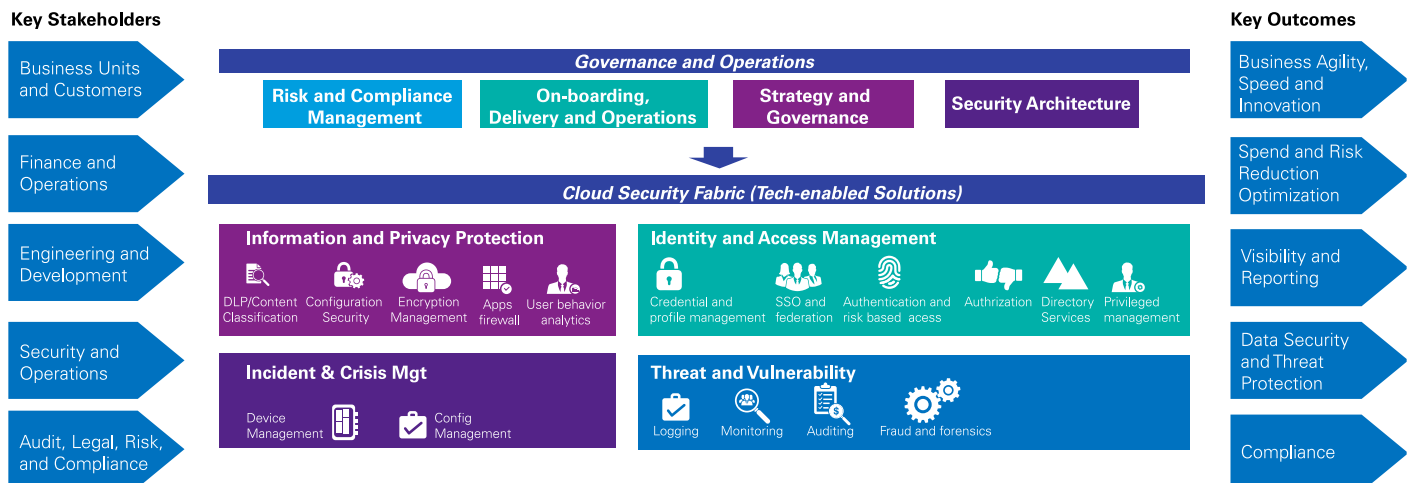 Key Stakeholders
Business Units
and Customers
Finance and
Operations
Engineering and
Development
Security and
Operations
Audit, Legal, Risk,
and Compliance
Governance and Operations
Risk and Compliance
Management
On-boarding,
Delivery and Operations
Strategy and
Governance
Security Architecture
Cloud Security Fabric (Tech-enabled Solutions)
Information and Privacy Protection
DLP/Content
Classification
Configuration
Security
Encryption
Management
Apps
firewall
User behavior
analytics
Identity and Access Management
Credential and
profile management
SSO and
federation
Authentication and
risk based acess
Authrization
Directory
Services
Privileged
management
Incident & Crisis Mgt
Device
Management
Config
Management
Threat and Vulnerability
Logging
Monitoring
Auditing
Fraud and forensics
Key Outcomes
Business Agility,
Speed and
Innovation
Spend and Risk
Reduction
Optimization
Visibility and
Reporting
Data Security
and Threat
Protection
Compliance